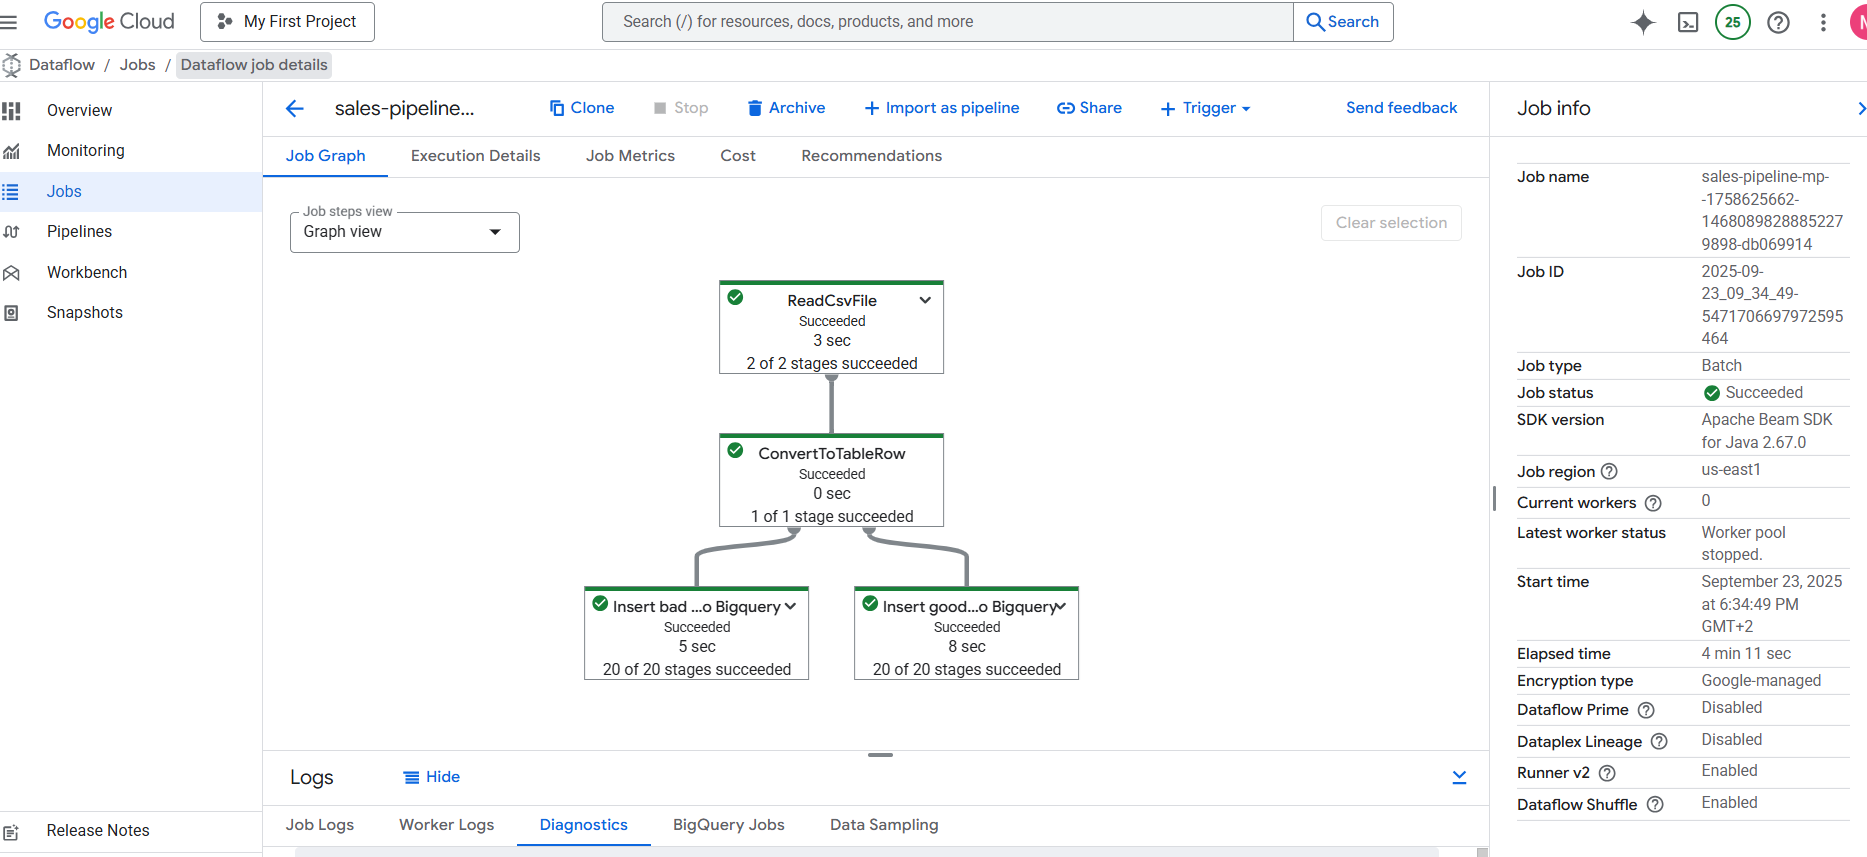 Google Cloud
My First Project
Search (/) for resources, docs, products, and more
Search
25
Dataflow / Jobs / Dataflow job details
Overview
Monitoring
Jobs
Pipelines
Workbench
Snapshots
Release Notes
sales-pipeline...
Clone
Stop
Archive
Import as pipeline
Share
Trigger
Send feedback
Job Graph
Execution Details
Job Metrics
Cost
Recommendations
Job steps view
Graph view
Clear selection
ReadCsvFile
Succeeded
3 sec
2 of 2 stages succeeded
ConvertToTableRow
Succeeded
0 sec
1 of 1 stage succeeded
Insert bad ...o Bigquery
Succeeded
5 sec
20 of 20 stages succeeded
Insert good...o Bigquery
Succeeded
8 sec
20 of 20 stages succeeded
Logs
Hide
Job Logs
Worker Logs
Diagnostics
BigQuery Jobs
Data Sampling
Job info
Job name
sales-pipeline-mp-
-1758625662-
1468089828885227
9898-db069914
Job ID
2025-09-
23_09_34_49-
5471706697972595
464
Job type
Batch
Job status
Succeeded
SDK version
Apache Beam SDK
for Java 2.67.0
Job region
us-east1
Current workers
0
Latest worker status
Worker pool
stopped.
Start time
September 23, 2025
at 6:34:49 PM
GMT+2
Elapsed time
4 min 11 sec
Encryption type
Google-managed
Dataflow Prime
Disabled
Dataplex Lineage
Disabled
Runner v2
Enabled
Dataflow Shuffle
Enabled